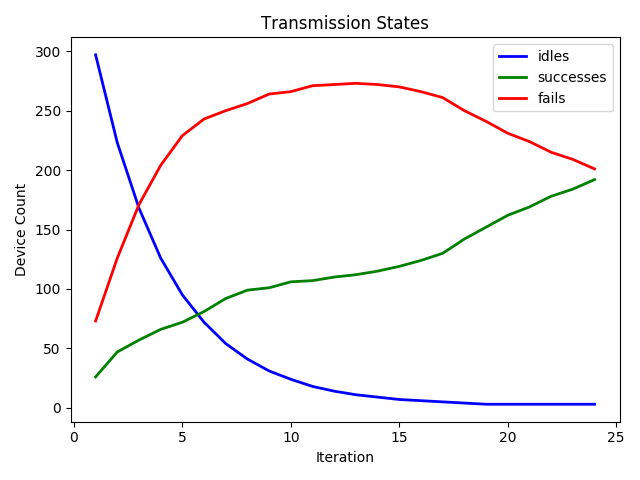 Transmission States
Device Count
300
250
200
150
100
50
0
0 5 10 15 20 25
Iteration
idles
successes
fails